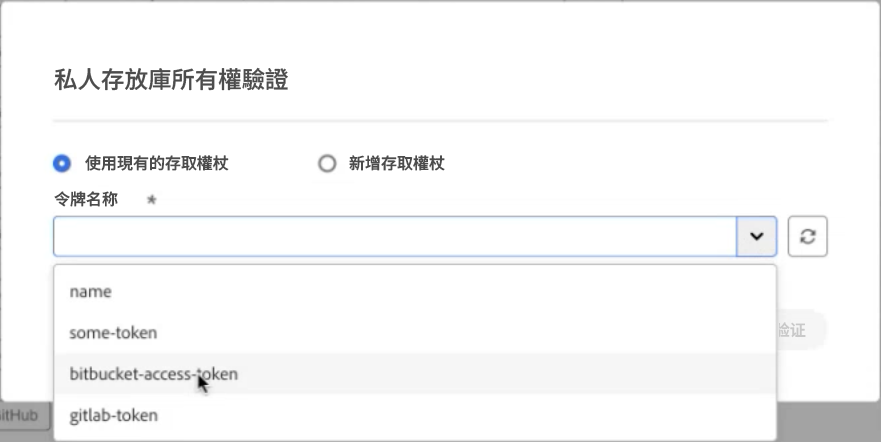 私人存放庫所有權驗證
使用現有的存取權杖 新增存取權杖
令牌名称 *
name
some-token
验证
bitbucket-access-token
gitlab-token
itHub